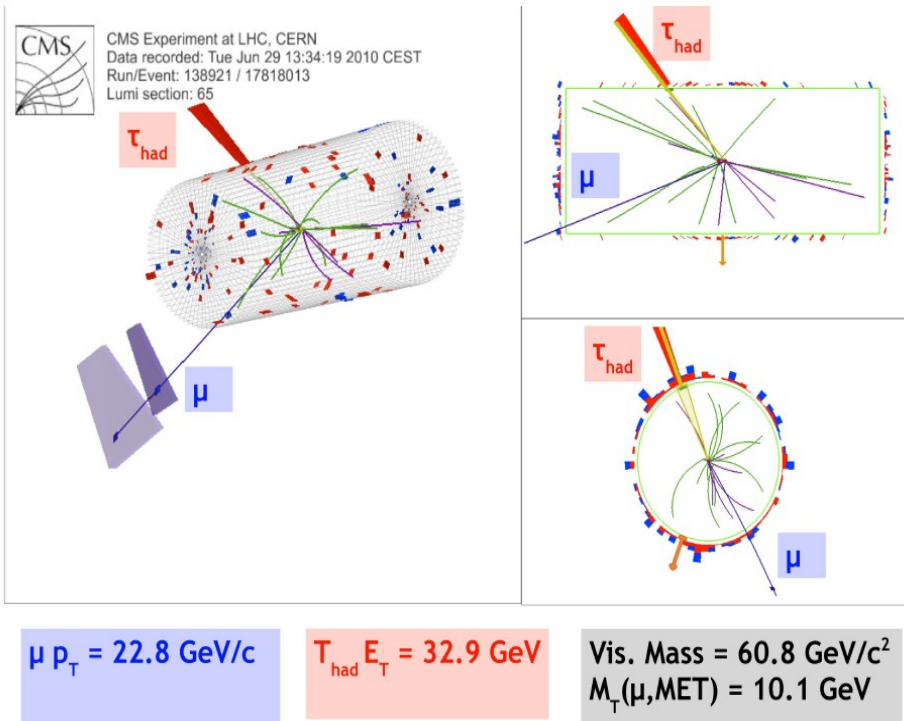 CMS
CMS Experiment at LHC, CERN
Data recorded: Tue Jun 29 13:34:19 2010 CEST
Run/Event: 138921 / 17818013
Lumi section: 65
τhad
μ
τhad
μ
τhad
μ
μ pT = 22.8 GeV/c
Thad ET = 32.9 GeV
Vis. Mass = 60.8 GeV/c²
MT(μ,MET) = 10.1 GeV